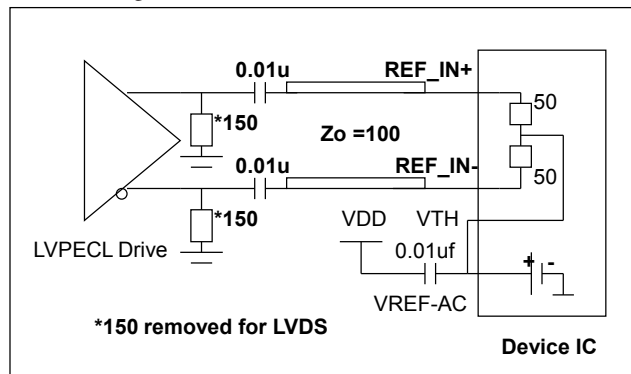 0.01u
REF_IN+
*150
50
Zo =100
0.01u
REF_IN-
50
*150
VDD
VTH
LVPECL Drive
0.01uf
+ -
VREF-AC
*150 removed for LVDS
Device IC